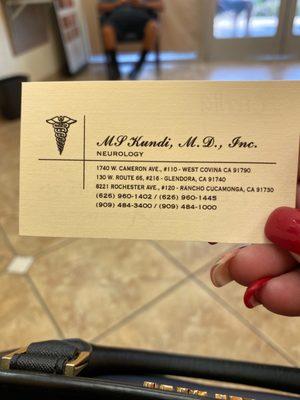 MS Kundi, M. D., Inc.
NEUROLOGY
1740 W. CAMERON AVE., #110 - WEST COVINA CA 91790
130 W. ROUTE 66, #216 - GLENDORA, CA 91740
8221 ROCHESTER AVE., #120 - RANCHO CUCAMONGA, CA 91730
(626) 960-1402 / (626) 960-1445
(909) 484-3400 / (909) 484-1000